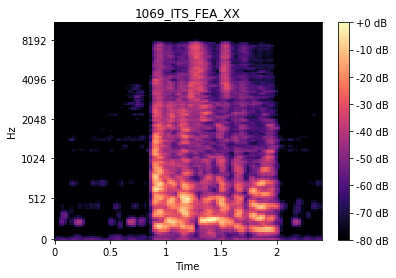 1069_ITS_FEA_XX
+0 dB
8192
-10 dB
4096
-20 dB
-30 dB
2048
Hz
-40 dB
1024
-50 dB
-60 dB
512
-70 dB
0
-80 dB
0 0.5 1 1.5 2
Time